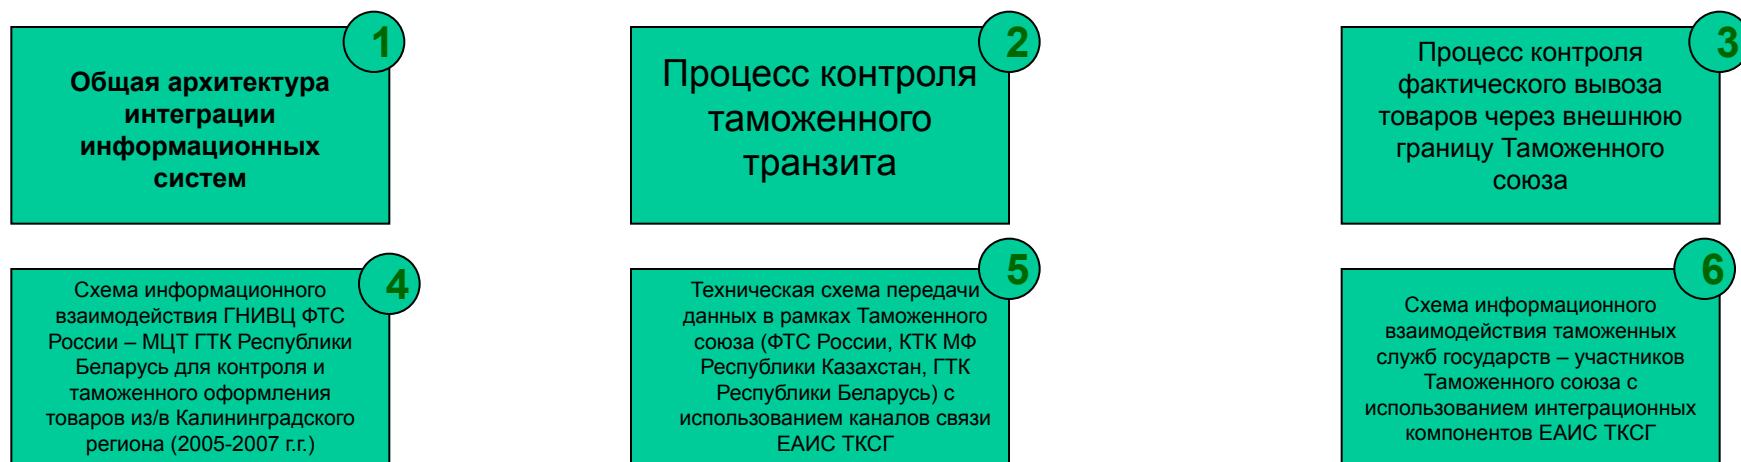 1
Общая архитектура
интеграции
информационных
систем
2
Процесс контроля
таможенного
транзита
3
Процесс контроля
фактического вывоза
товаров через внешнюю
границу Таможенного
союза
4
Схема информационного
взаимодействия ГНИВЦ ФТС
России – МЦТ ГТК Республики
Беларусь для контроля и
таможенного оформления
товаров из/в Калининградского
региона (2005-2007 г.г.)
5
Техническая схема передачи
данных в рамках Таможенного
союза (ФТС России, КТК МФ
Республики Казахстан, ГТК
Республики Беларусь) с
использованием каналов связи
ЕАИС ТКСГ
6
Схема информационного
взаимодействия таможенных
служб государств – участников
Таможенного союза с
использованием интеграционных
компонентов ЕАИС ТКСГ